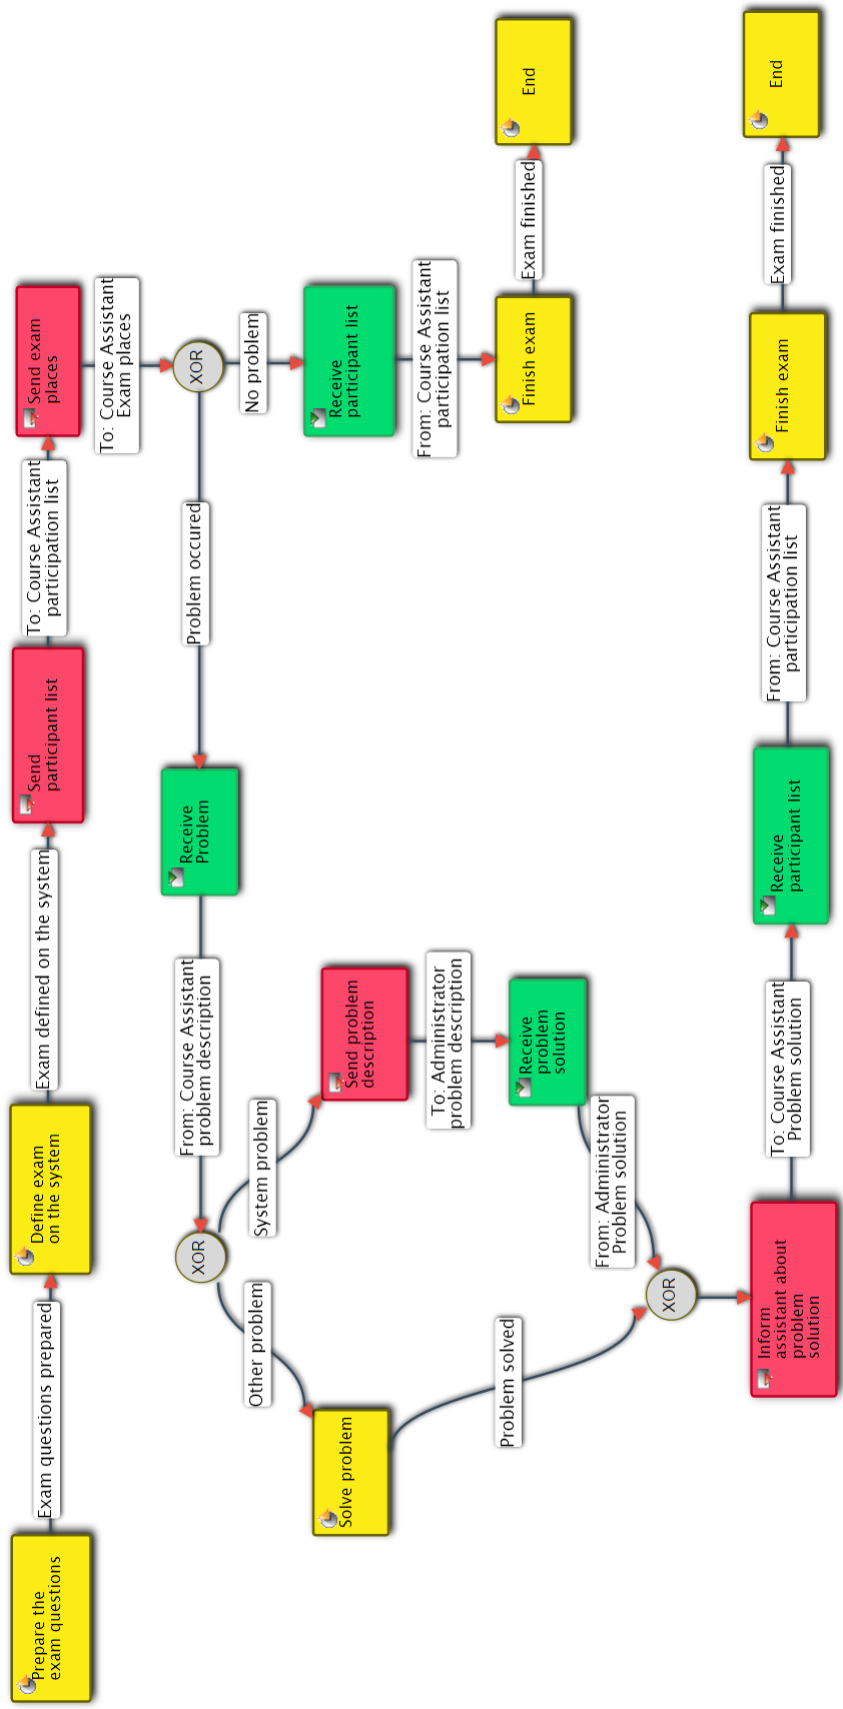 Prepare the
exam questions
Exam questions prepared
Define exam
on the system
Exam defined on the system
Send
participant list
To: Course Assistant
participation list
Send exam
places
To: Course Assistant
Exam places
XOR
No problem
Receive
participant list
From: Course Assistant
participation list
Finish exam
Exam finished
End
Problem occured
Receive
Problem
From: Course Assistant
problem description
XOR
System problem
Send problem
description
To: Administrator
problem description
Receive
problem
solution
From: Administrator
Problem solution
Other problem
Solve problem
Problem solved
XOR
Inform
assistant about
problem
solution
To: Course Assistant
Problem solution
Receive
participant list
From: Course Assistant
participation list
Finish exam
Exam finished
End